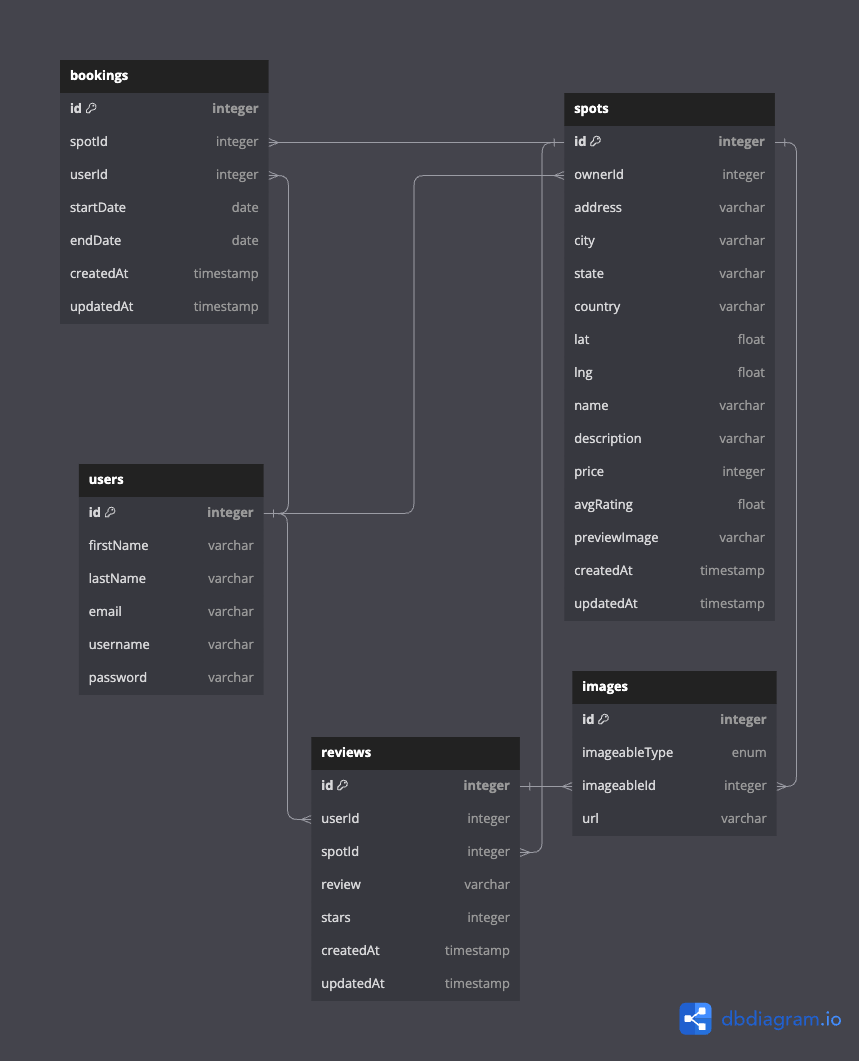 bookings
id integer
spotId integer
userId integer
startDate date
endDate date
createdAt timestamp
updatedAt timestamp
spots
id integer
ownerId integer
address varchar
city varchar
state varchar
country varchar
lat float
lng float
name varchar
description varchar
price integer
avgRating float
previewImage varchar
createdAt timestamp
updatedAt timestamp
users
id integer
firstName varchar
lastName varchar
email varchar
username varchar
password varchar
images
id integer
imageableType enum
imageableId integer
url varchar
reviews
id integer
userId integer
spotId integer
review varchar
stars integer
createdAt timestamp
updatedAt timestamp
dbdiagram.io